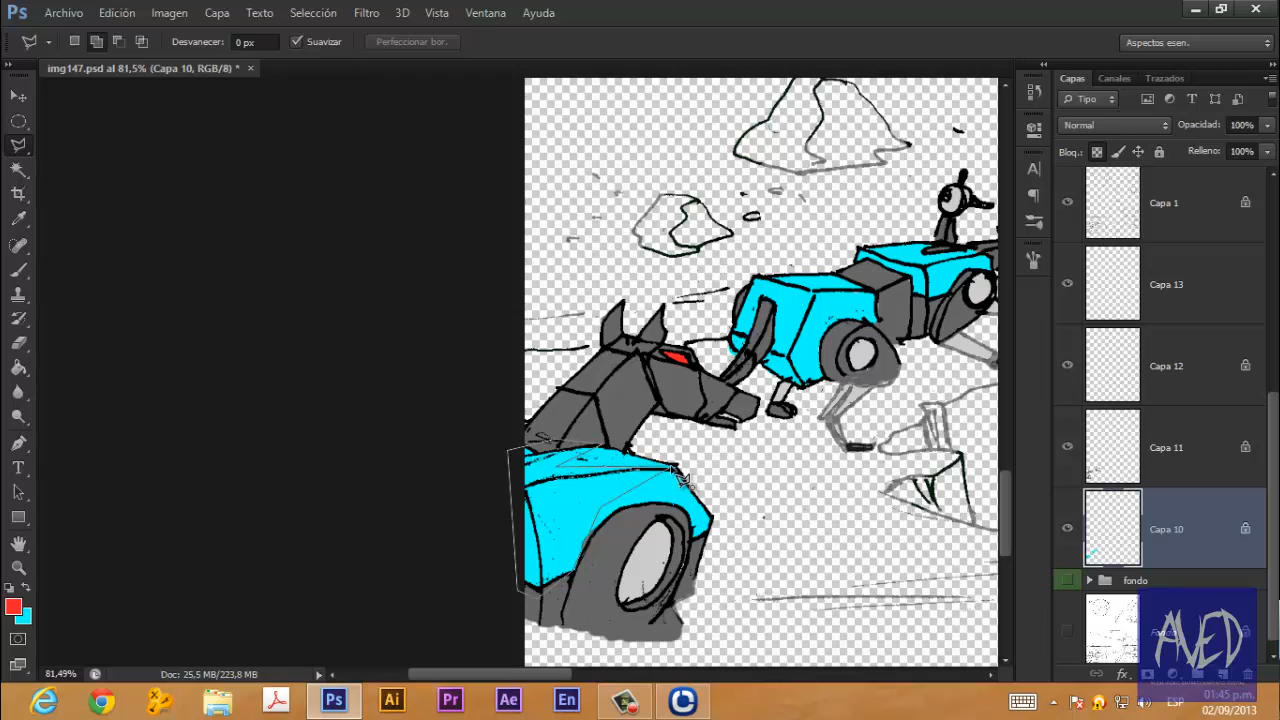 Ps Archivo Edición Imagen Capa Texto Selección Filtro 3D Vista Ventana Ayuda
Desvanecer: 0 px Suavizar Perfeccionar bor. Aspectos esen.
img147.psd al 81,5% (Capa 10, RGB/8) * ×
Capas Canales Trazados
Tipo
Normal Opacidad: 100%
Bloq.: Relleno: 100%
Capa 1
Capa 13
Capa 12
Capa 11
Capa 10
fondo
AVED
81,49% Doc: 25,5 MB/223,8 MB
Ps Ai Pr Ae En
ESP
01:45 p.m.
02/09/2013